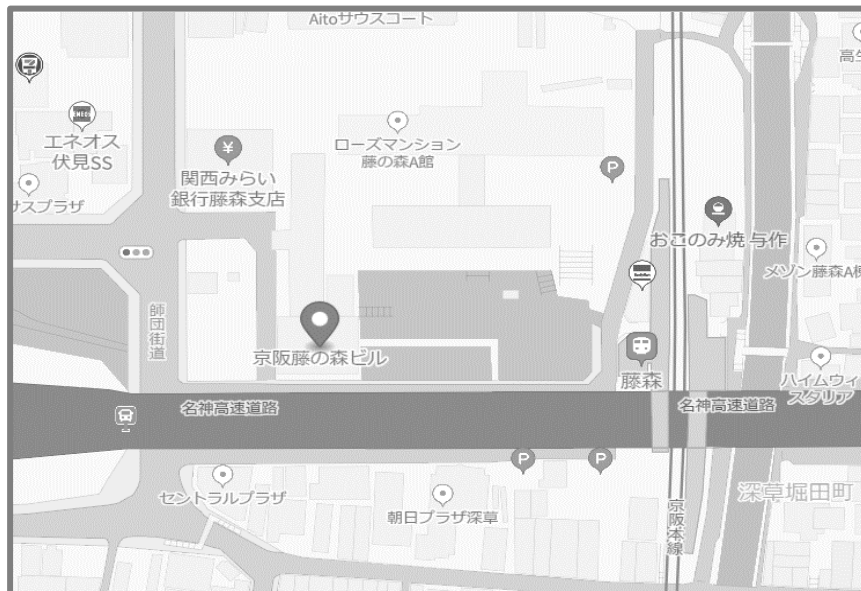 Aitoサウスコート
高生
エネオス
伏見SS
ローズマンション
藤の森A館
関西みらい
銀行藤森支店
サスプラザ
おこのみ焼 与作
メゾン藤森A棟
師団街道
京阪藤の森ビル
藤森
ハイムウィ
スタリア
名神高速道路
名神高速道路
セントラルプラザ
朝日プラザ深草
深草堀田町
京阪本線